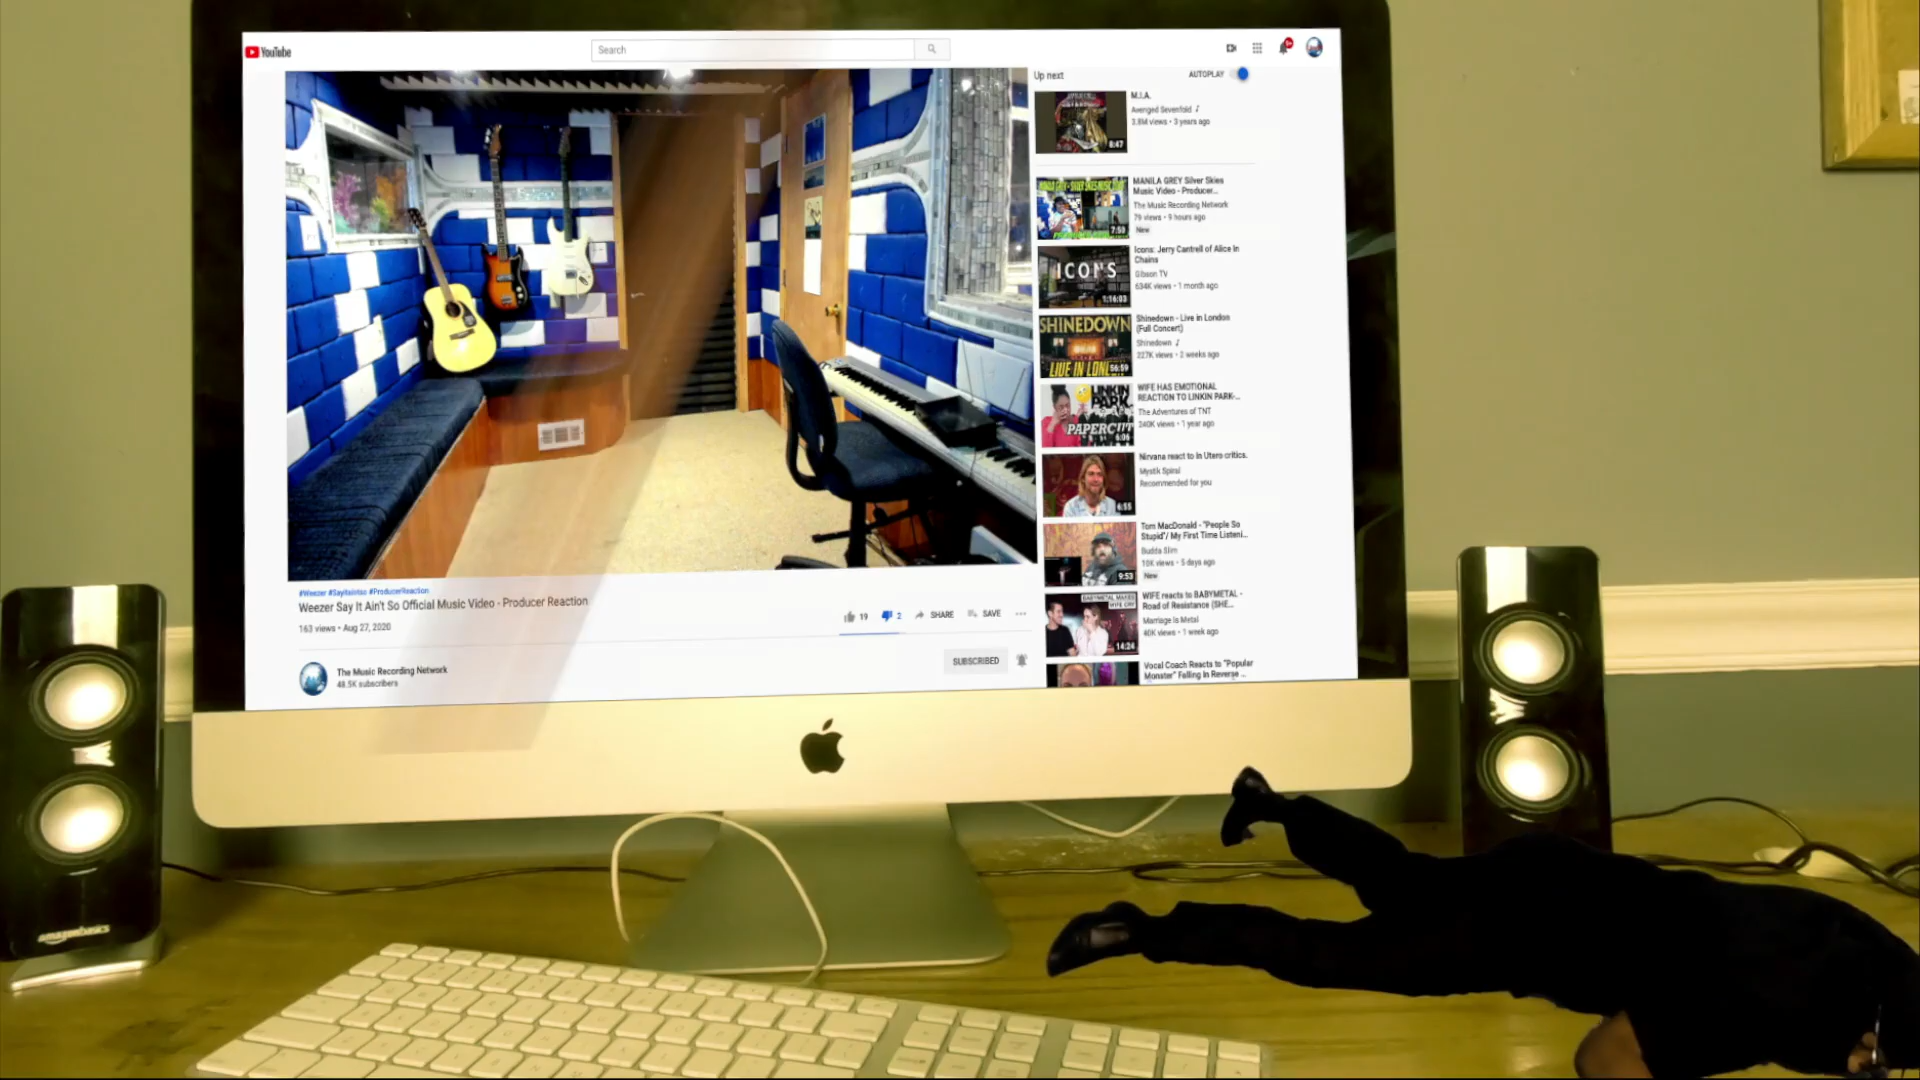 YouTube
Search
9+
Up next
AUTOPLAY
M.I.A.
Avenged Sevenfold ♪
3.8M views • 3 years ago
8:47
MANILA GREY Silver Skies
Music Video - Producer...
The Music Recording Network
79 views • 9 hours ago
New
7:59
ICONS
Icons: Jerry Cantrell of Alice in
Chains
Gibson TV
634K views • 1 month ago
1:16:03
SHINEDOWN
LIVE IN LON
Shinedown - Live in London
(Full Concert)
Shinedown ♪
227K views • 2 weeks ago
56:59
LINKIN
PARK
PAPERCUT
WIFE HAS EMOTIONAL
REACTION TO LINKIN PARK-...
The Adventures of TNT
240K views • 1 year ago
6:06
Nirvana react to In Utero critics.
Mystik Spiral
Recommended for you
6:55
Tom MacDonald - "People So
Stupid"/ My First Time Listeni...
Budda Slim
10K views • 5 days ago
New
9:53
BABYMETAL MAKES
WIFE CRY
WIFE reacts to BABYMETAL -
Road of Resistance (SHE...
Marriage Is Metal
40K views • 1 week ago
14:24
Vocal Coach Reacts to "Popular
Monster" Falling In Reverse ...
#Weezer #SayItAintSo #ProducerReaction
Weezer Say It Ain't So Official Music Video - Producer Reaction
163 views • Aug 27, 2020
19
2
SHARE
SAVE
The Music Recording Network
48.5K subscribers
SUBSCRIBED
amazonbasics